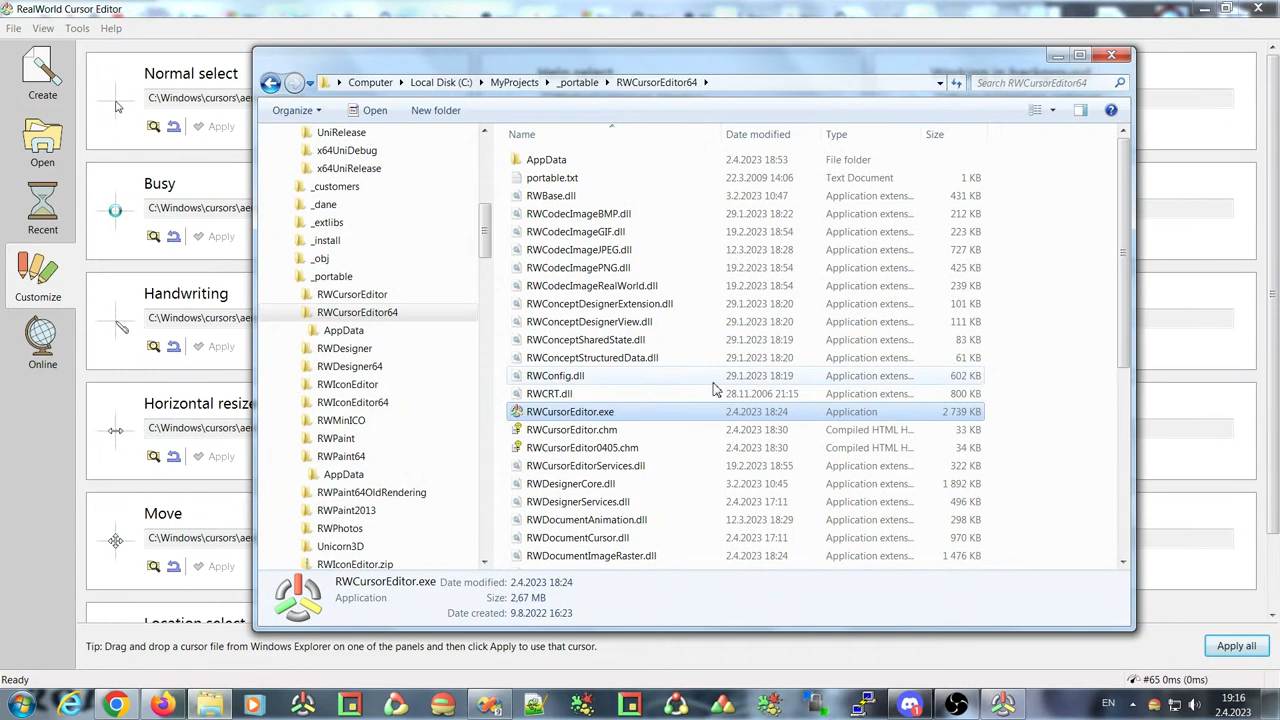 RealWorld Cursor Editor
File View Tools Help
Create
Open
Recent
Customize
Online
Normal select
C:\Windows\cursors\aer
Apply
Busy
C:\Windows\cursors\aer
Apply
Handwriting
C:\Windows\cursors\aer
Apply
Horizontal resize
C:\Windows\cursors\aer
Apply
Move
C:\Windows\cursors\aer
Apply
Location select
Computer Local Disk (C:) MyProjects _portable RWCursorEditor64
Search RWCursorEditor64
Organize Open New folder
UniRelease
x64UniDebug
x64UniRelease
_customers
_dane
_extlibs
_install
_obj
_portable
RWCursorEditor
RWCursorEditor64
AppData
RWDesigner
RWDesigner64
RWIconEditor
RWIconEditor64
RWMinICO
RWPaint
RWPaint64
AppData
RWPaint64OldRendering
RWPaint2013
RWPhotos
Unicorn3D
RWIconEditor.zip
Name Date modified Type Size
AppData 2.4.2023 18:53 File folder
portable.txt 22.3.2009 14:06 Text Document 1 KB
RWBase.dll 3.2.2023 10:47 Application extens... 431 KB
RWCodecImageBMP.dll 29.1.2023 18:22 Application extens... 212 KB
RWCodecImageGIF.dll 19.2.2023 18:54 Application extens... 223 KB
RWCodecImageJPEG.dll 12.3.2023 18:28 Application extens... 727 KB
RWCodecImagePNG.dll 19.2.2023 18:54 Application extens... 425 KB
RWCodecImageRealWorld.dll 19.2.2023 18:54 Application extens... 239 KB
RWConceptDesignerExtension.dll 29.1.2023 18:20 Application extens... 101 KB
RWConceptDesignerView.dll 29.1.2023 18:20 Application extens... 111 KB
RWConceptSharedState.dll 29.1.2023 18:19 Application extens... 83 KB
RWConceptStructuredData.dll 29.1.2023 18:20 Application extens... 61 KB
RWConfig.dll 29.1.2023 18:19 Application extens... 602 KB
RWCRT.dll 28.11.2006 21:15 Application extens... 800 KB
RWCursorEditor.exe 2.4.2023 18:24 Application 2 739 KB
RWCursorEditor.chm 2.4.2023 18:30 Compiled HTML H... 33 KB
RWCursorEditor0405.chm 2.4.2023 18:30 Compiled HTML H... 34 KB
RWCursorEditorServices.dll 19.2.2023 18:55 Application extens... 322 KB
RWDesignerCore.dll 3.2.2023 10:45 Application extens... 1 892 KB
RWDesignerServices.dll 2.4.2023 17:11 Application extens... 496 KB
RWDocumentAnimation.dll 12.3.2023 18:29 Application extens... 298 KB
RWDocumentCursor.dll 2.4.2023 17:11 Application extens... 970 KB
RWDocumentImageRaster.dll 2.4.2023 18:24 Application extens... 1 476 KB
RWCursorEditor.exe Date modified: 2.4.2023 18:24
Application Size: 2,67 MB
Date created: 9.8.2022 16:23
Tip: Drag and drop a cursor file from Windows Explorer on one of the panels and then click Apply to use that cursor.
Apply all
Ready
#65 0ms (0ms)
EN
19:16
2.4.2023